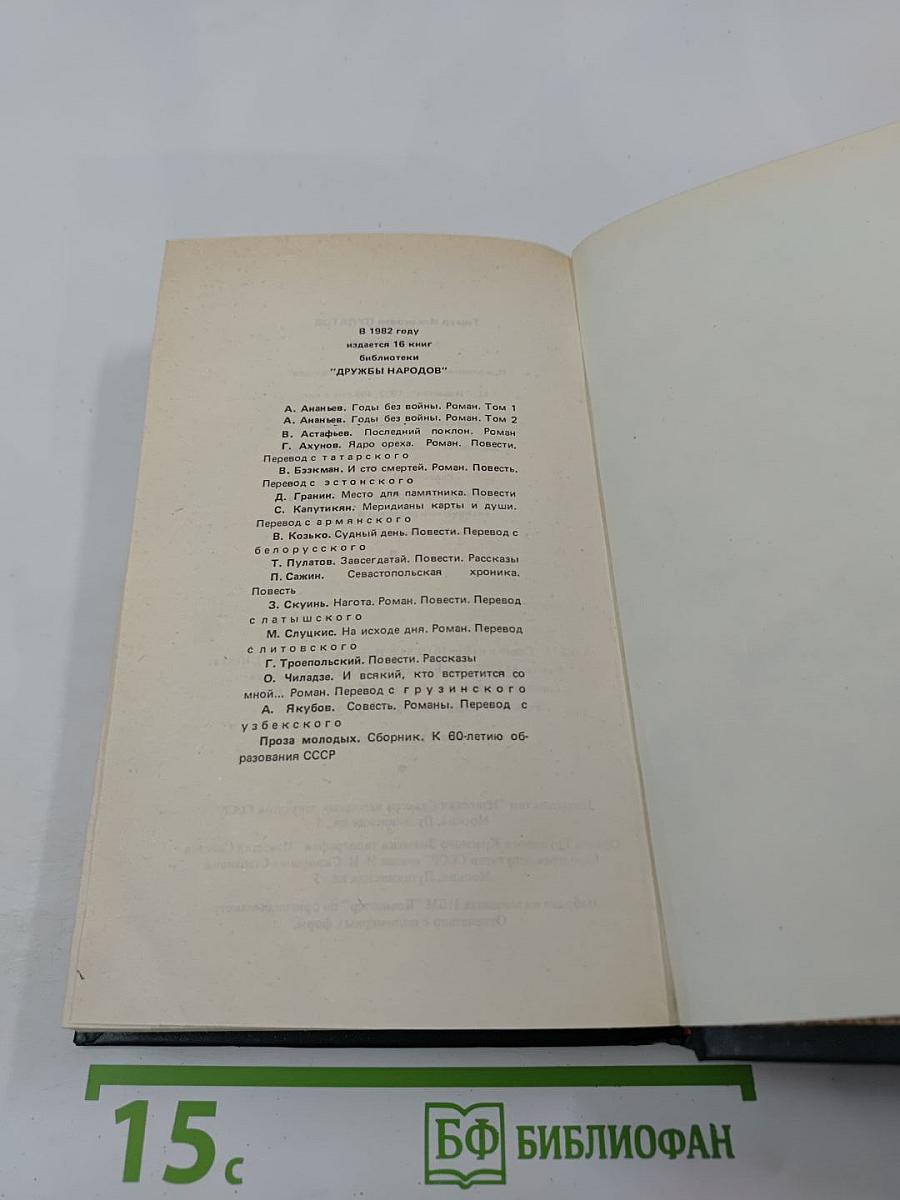 В 1982 году
издается 16 книг
библиотеки
"ДРУЖБЫ НАРОДОВ"
А. Ананьев. Годы без войны. Роман. Том 1
А. Ананьев. Годы без войны. Роман. Том 2
В. Астафьев. Последний поклон. Роман
Г. Ахунов. Ядро ореха. Роман. Повести.
Перевод с татарского
В. Бээкман. И сто смертей. Роман. Повесть.
Перевод с эстонского
Д. Гранин. Место для памятника. Повести
С. Капутикян. Меридианы карты и души.
Перевод с армянского
В. Козько. Судный день. Повести. Перевод с
белорусского
Т. Пулатов. Завсегдатай. Повести. Рассказы
П. Сажин. Севастопольская хроника.
Повесть
З. Скуинь. Нагота. Роман. Повести. Перевод
с латышского
М. Слуцкис. На исходе дня. Роман. Перевод
с литовского
Г. Троепольский. Повести. Рассказы
О. Чиладзе. И всякий, кто встретится со
мной... Роман. Перевод с грузинского
А. Якубов. Совесть. Романы. Перевод с
узбекского
Проза молодых. Сборник. К 60-летию об-
разования СССР
15 с
БФ БИБЛИОФАН